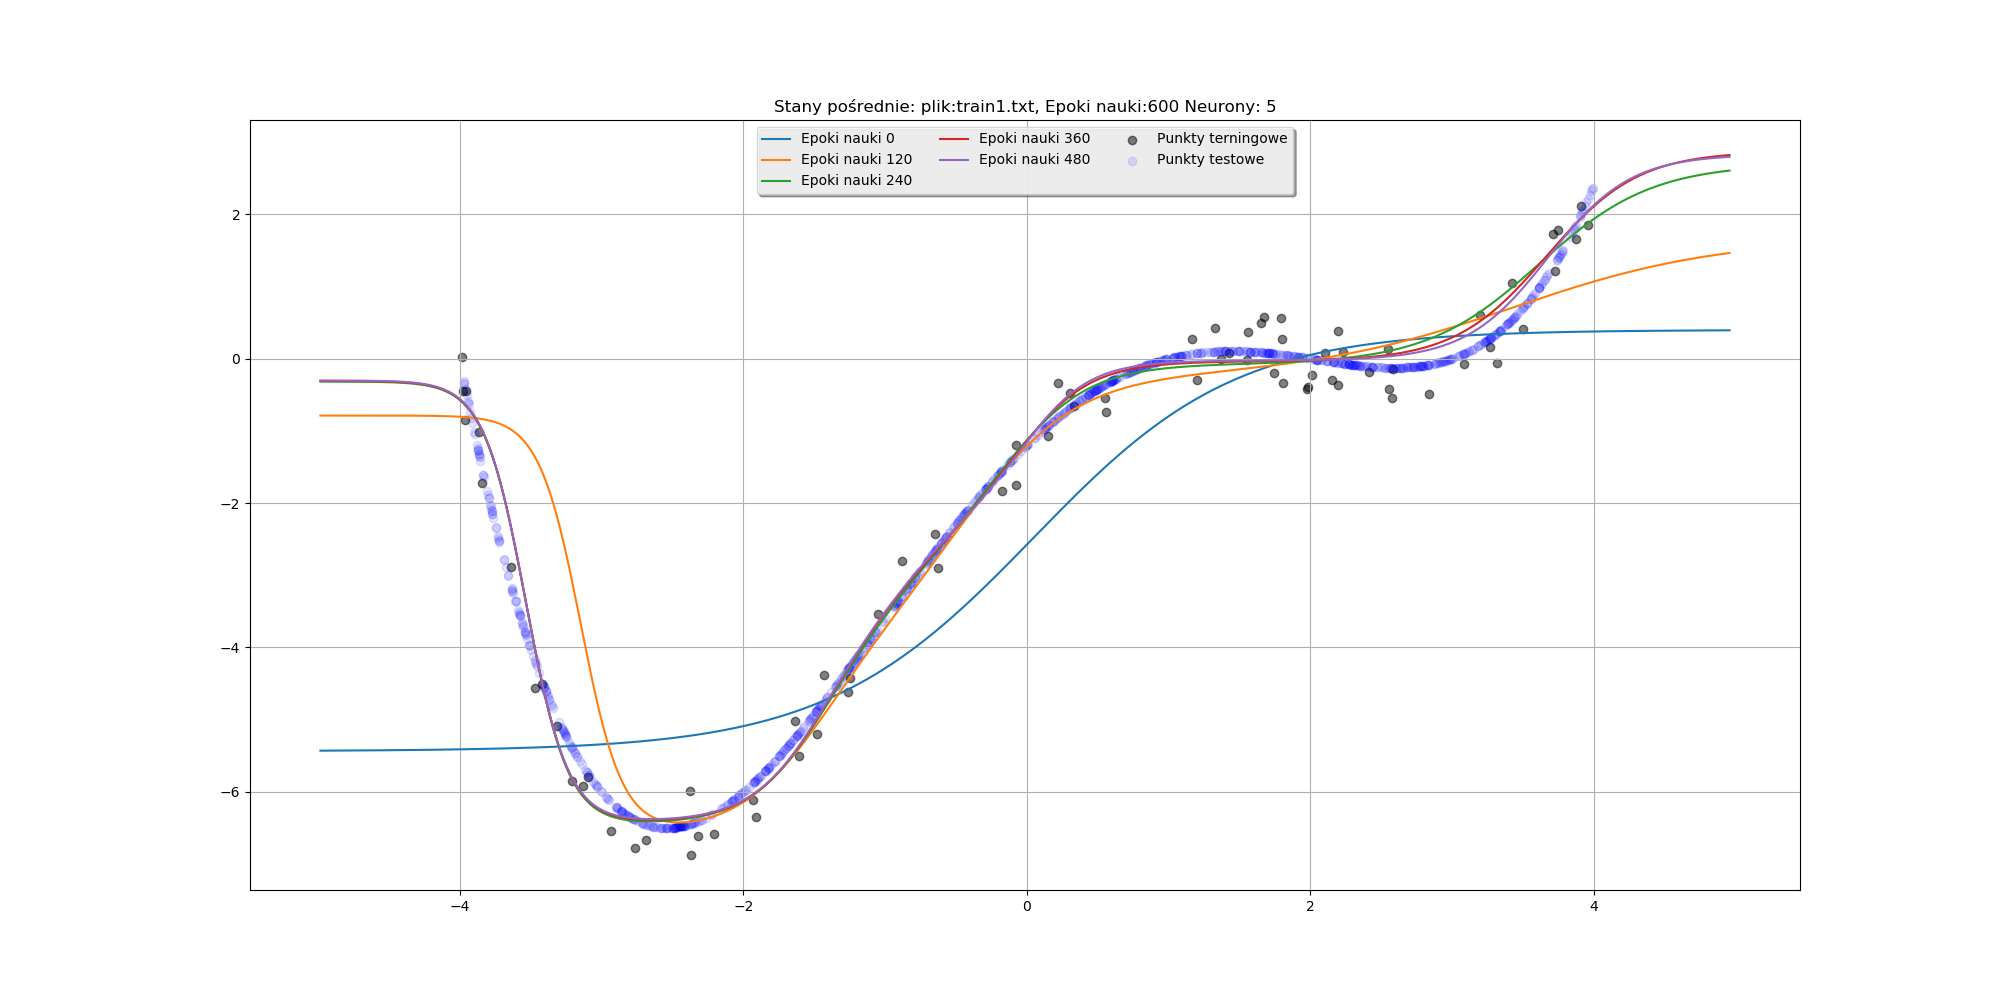 Stany pośrednie: plik:train1.txt, Epoki nauki:600 Neurony: 5
Epoki nauki 0
Epoki nauki 120
Epoki nauki 240
Epoki nauki 360
Epoki nauki 480
Punkty terningowe
Punkty testowe
2
0
−2
−4
−6
−4
−2
0
2
4